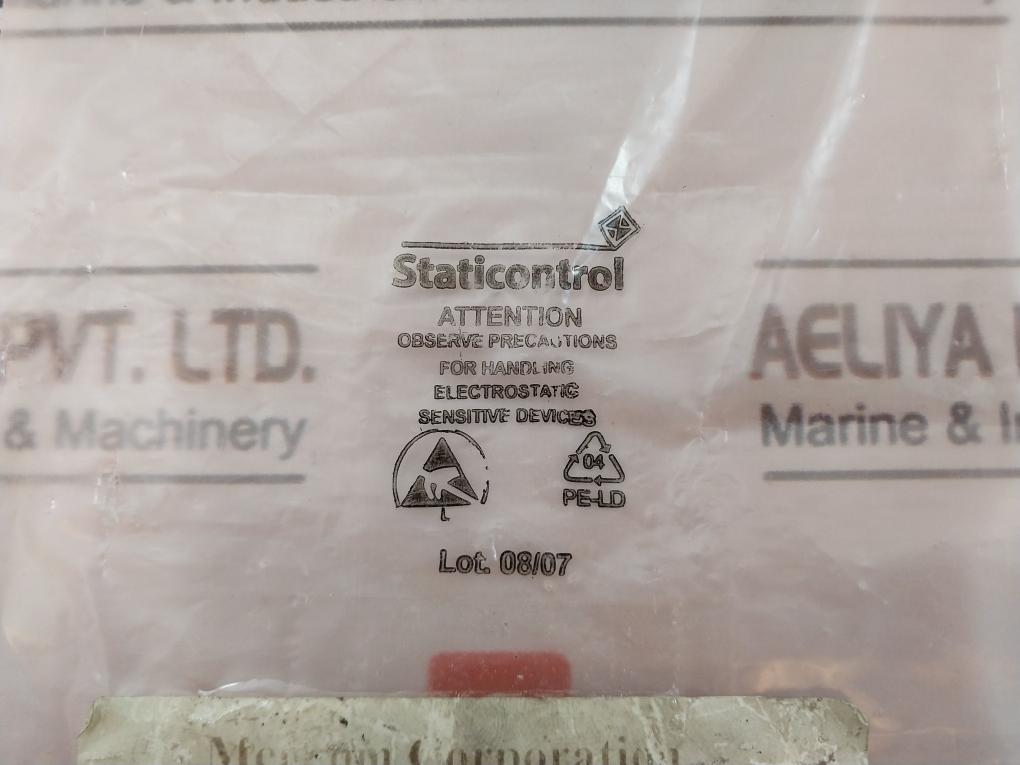 Staticontrol
ATTENTION
OBSERVE PRECAUTIONS
FOR HANDLING
ELECTROSTATIC
SENSITIVE DEVICES
04
PE-LD
Lot. 08/07
PVT. LTD.
& Machinery
AELIYA
Marine &
Corporation